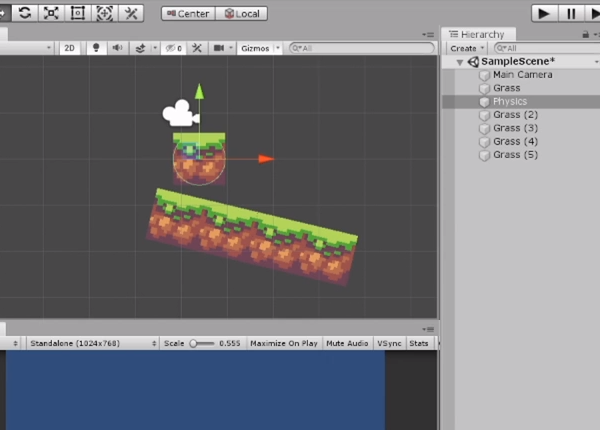 Center Local
2D 0 Gizmos All
Hierarchy
Create All
SampleScene*
Main Camera
Grass
Physics
Grass (2)
Grass (3)
Grass (4)
Grass (5)
Standalone (1024x768) Scale 0.555 Maximize On Play Mute Audio VSync Stats